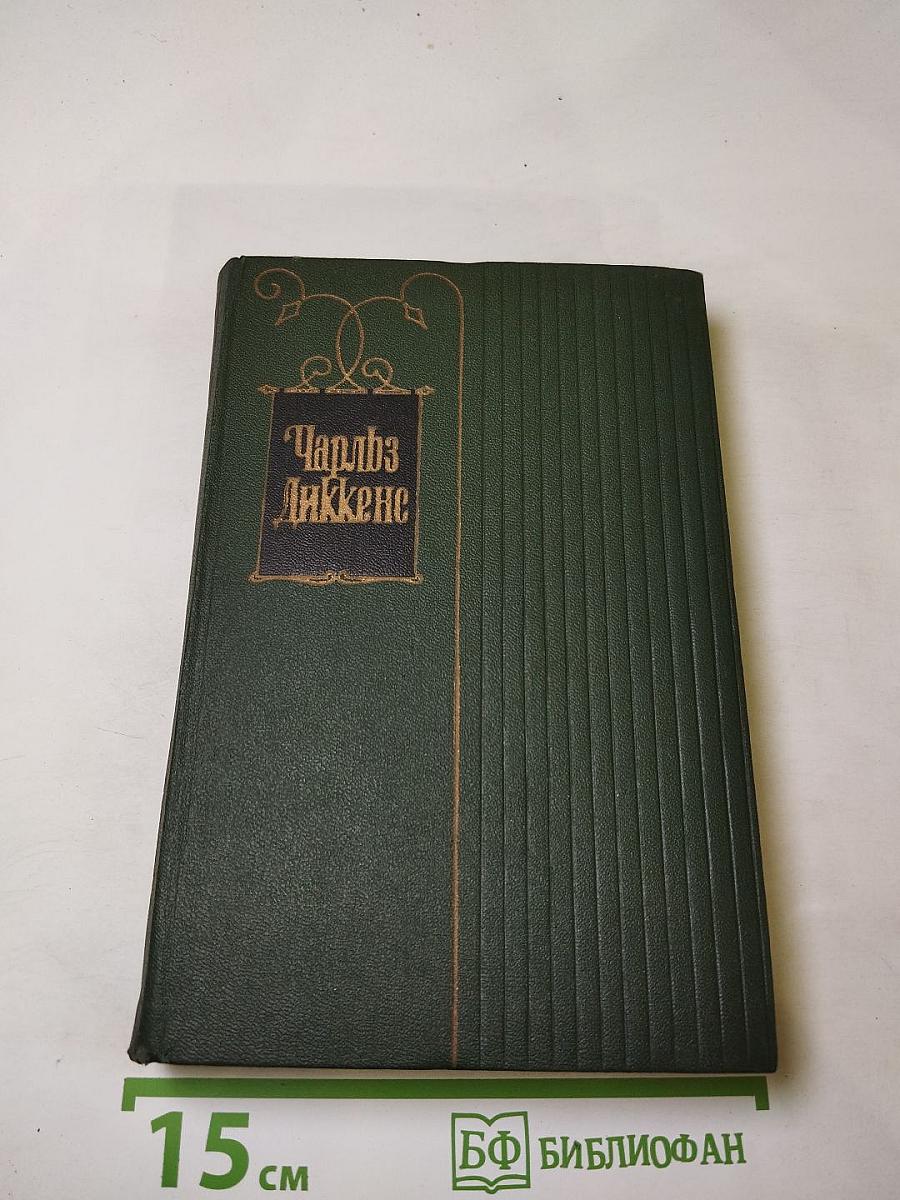 Чарльз
Диккенс
15 см
БФ БИБЛИОФАН